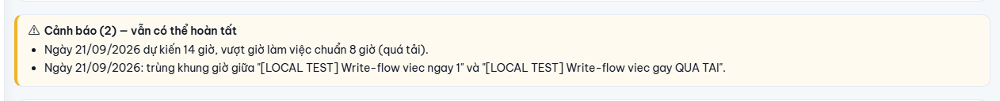 ⚠ Cảnh báo (2) – vẫn có thể hoàn tất
• Ngày 21/09/2026 dự kiến 14 giờ, vượt giờ làm việc chuẩn 8 giờ (quá tải).
• Ngày 21/09/2026: trùng khung giờ giữa "[LOCAL TEST] Write-flow viec ngay 1" và "[LOCAL TEST] Write-flow viec gay QUA TAI".